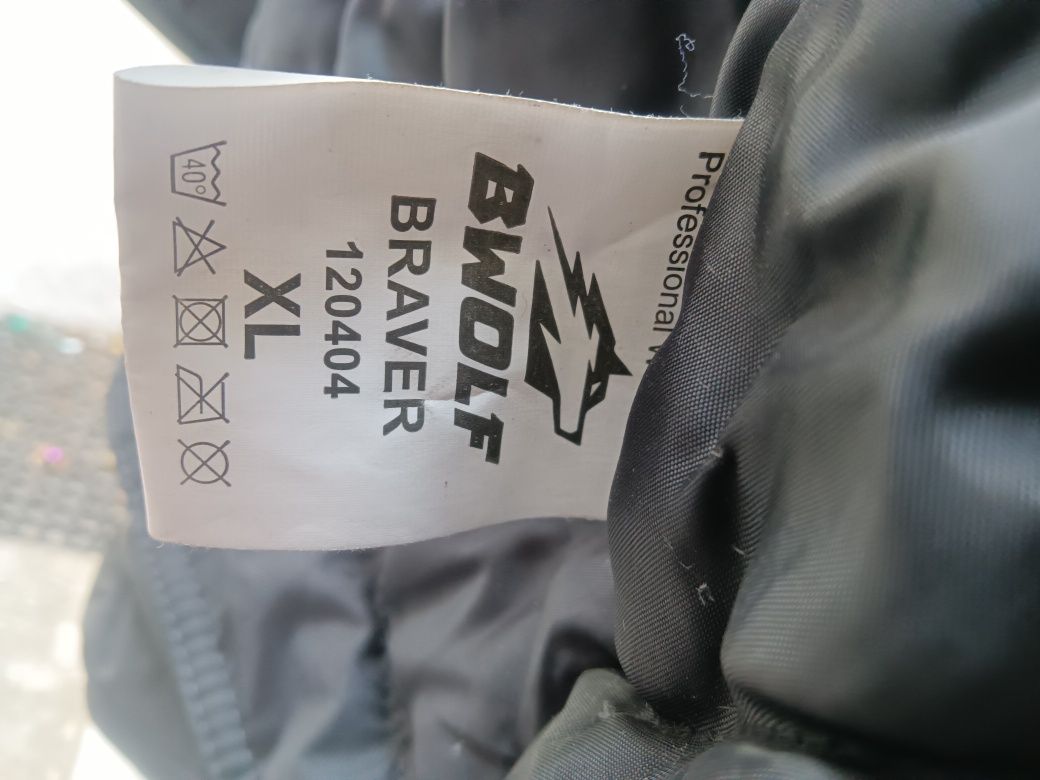 Professional
BWOLF
BRAVER
120404
XL
40°